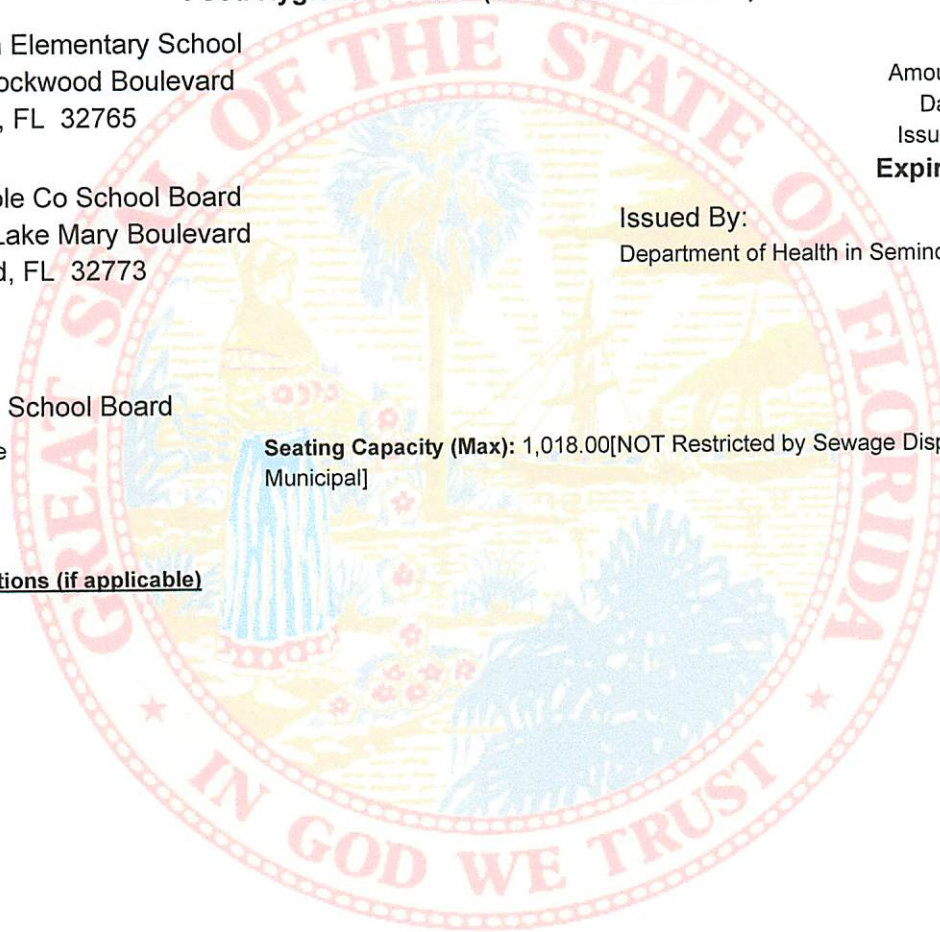 Elementary School
ockwood Boulevard
, FL 32765
Amou
Da
Issu
Expir
ole Co School Board
Lake Mary Boulevard
d, FL 32773
Issued By:
Department of Health in Semino
School Board
e
Seating Capacity (Max): 1,018.00[NOT Restricted by Sewage Disp
Municipal]
tions (if applicable)
GREAT SEAL OF THE STATE OF FLORIDA
IN GOD WE TRUST